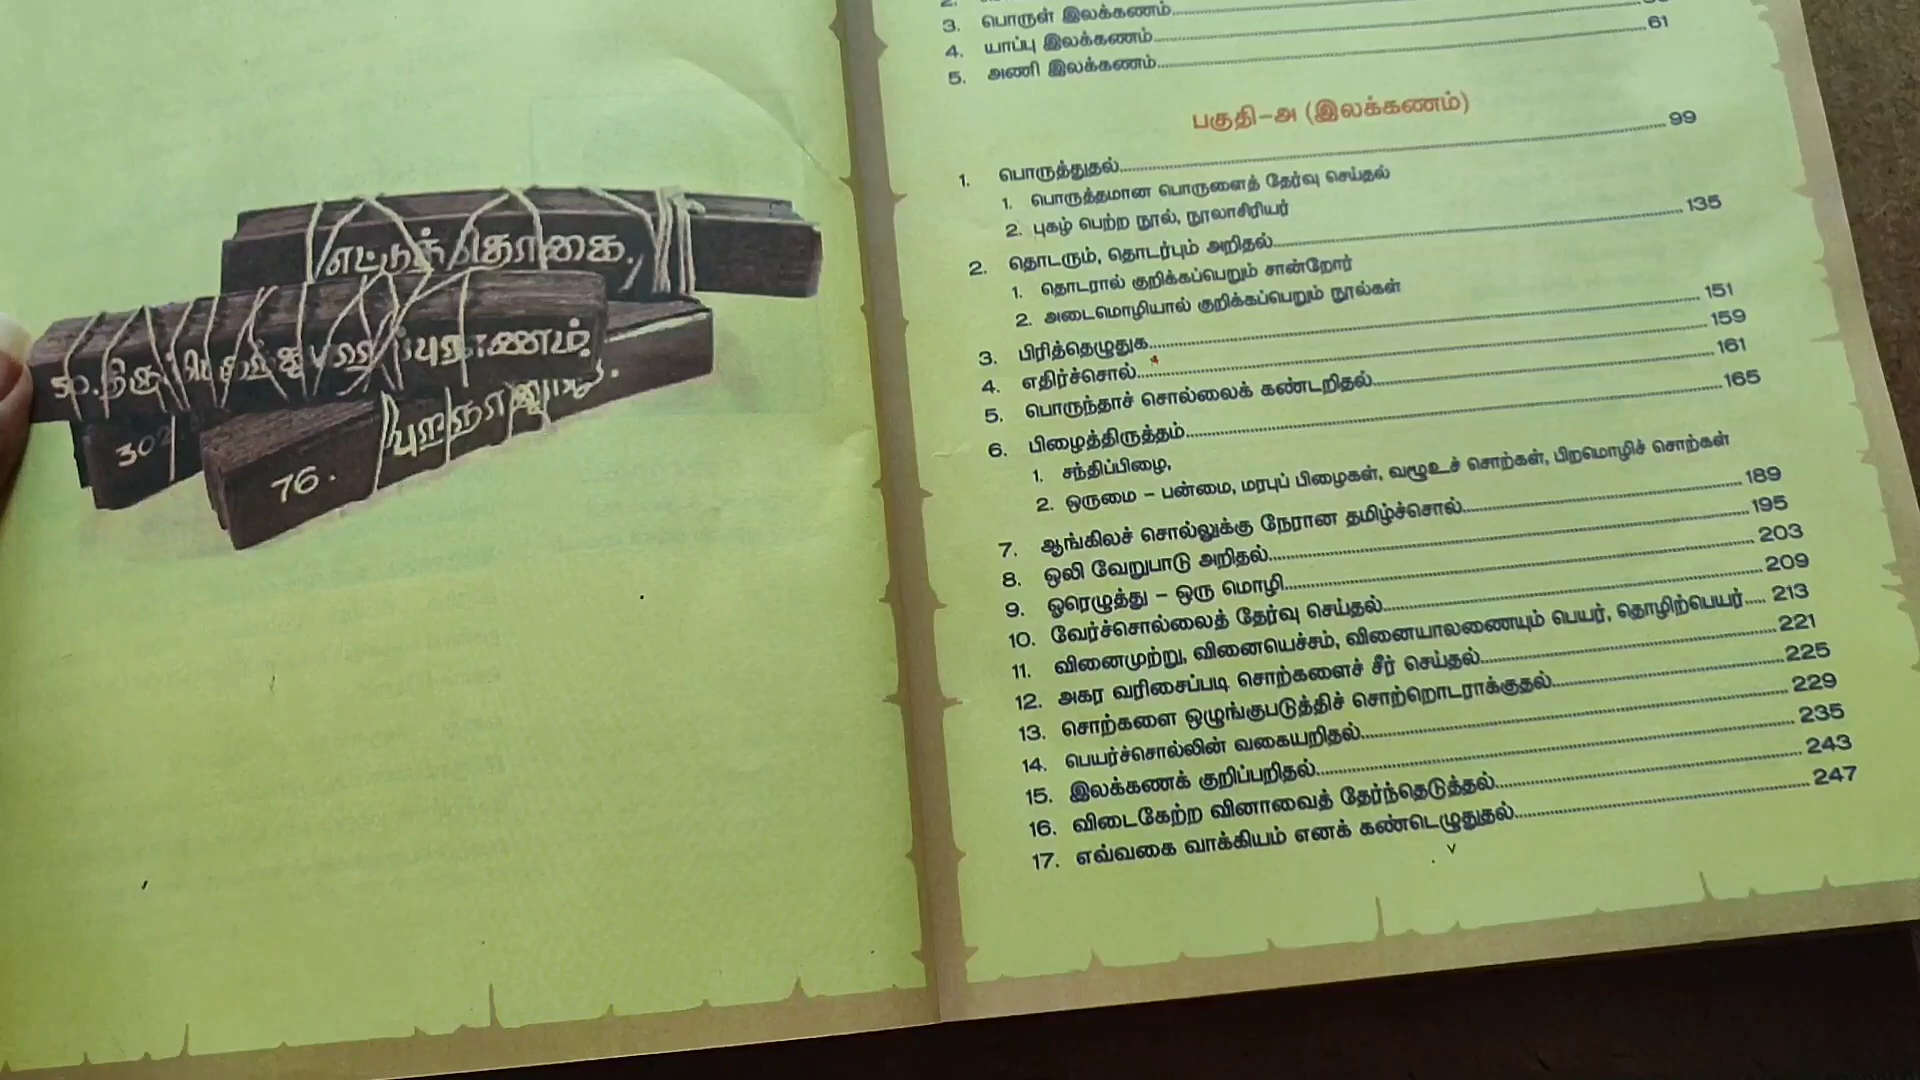 எட்டுத்தொகை.
புராணம்.
302
76.
3. பொருள் இலக்கணம்
4. யாப்பு இலக்கணம் 61
5. அணி இலக்கணம்
பகுதி-அ (இலக்கணம்)
1. பொருத்துதல் 99
1. பொருத்தமான பொருளைத் தேர்வு செய்தல்
2. புகழ் பெற்ற நூல், நூலாசிரியர்
2. தொடரும், தொடர்பும் அறிதல் 135
1. தொடரால் குறிக்கப்பெறும் சான்றோர்
2. அடைமொழியால் குறிக்கப்பெறும் நூல்கள்
3. பிரித்தெழுதுக 151
4. எதிர்ச்சொல் 159
5. பொருந்தாச் சொல்லைக் கண்டறிதல் 161
6. பிழைத்திருத்தம் 165
1. சந்திப்பிழை,
2. ஒருமை – பன்மை, மரபுப் பிழைகள், வழூஉச் சொற்கள், பிறமொழிச் சொற்கள்
7. ஆங்கிலச் சொல்லுக்கு நேரான தமிழ்ச்சொல் 189
8. ஒலி வேறுபாடு அறிதல் 195
9. ஓரெழுத்து – ஒரு மொழி 203
10. வேர்ச்சொல்லைத் தேர்வு செய்தல் 209
11. வினைமுற்று, வினையெச்சம், வினையாலணையும் பெயர், தொழிற்பெயர் 213
12. அகர வரிசைப்படி சொற்களைச் சீர் செய்தல் 221
13. சொற்களை ஒழுங்குபடுத்திச் சொற்றொடராக்குதல் 225
14. பெயர்ச்சொல்லின் வகையறிதல் 229
15. இலக்கணக் குறிப்பறிதல் 235
16. விடைகேற்ற வினாவைத் தேர்ந்தெடுத்தல் 243
17. எவ்வகை வாக்கியம் எனக் கண்டெழுதுதல் 247